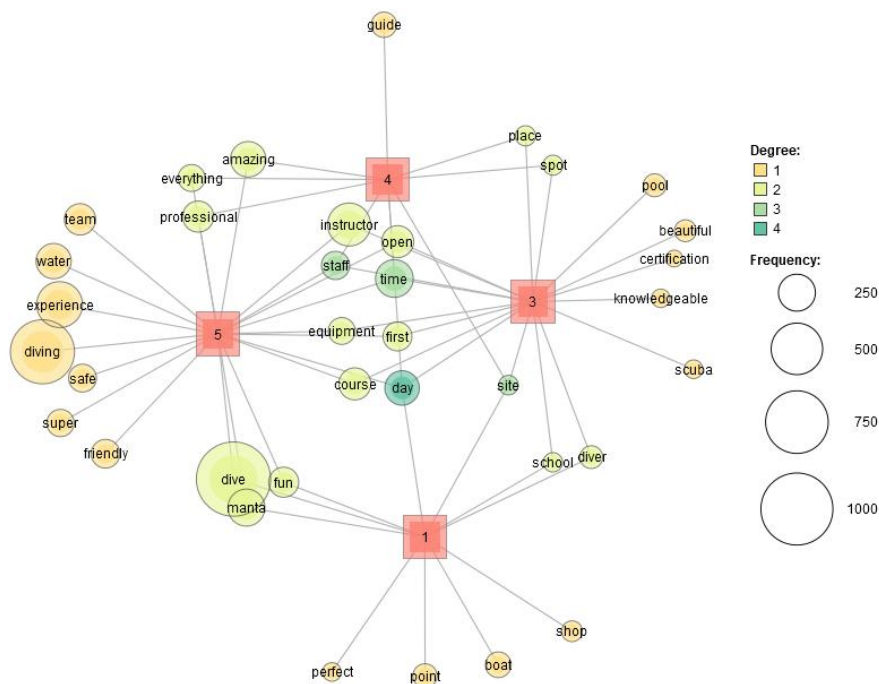 guide
place
spot
amazing
everything
professional
4
pool
team
instructor
open
beautiful
water
staff
time
certification
experience
3
knowledgeable
5
equipment
first
diving
safe
course
day
site
scuba
super
friendly
school
diver
dive
fun
manta
1
shop
perfect
point
boat
Degree:
1
2
3
4
Frequency:
250
500
750
1000